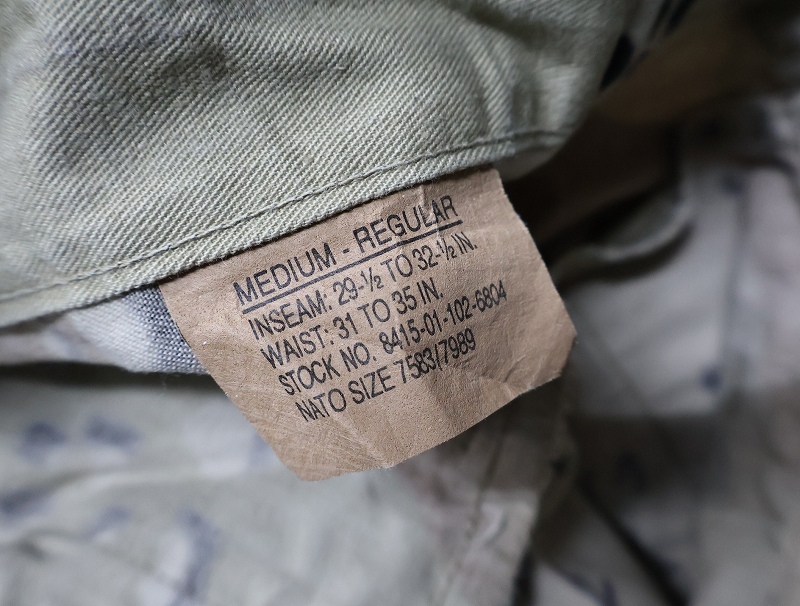 MEDIUM - REGULAR
INSEAM: 29-½ TO 32-½ IN.
WAIST: 31 TO 35 IN.
STOCK NO. 8415-01-102-6804
NATO SIZE 7583/7989